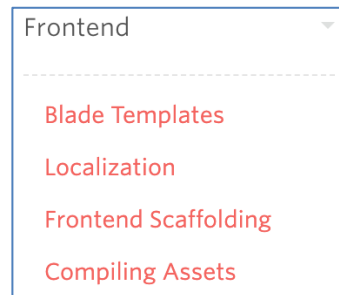 Frontend
Blade Templates
Localization
Frontend Scaffolding
Compiling Assets